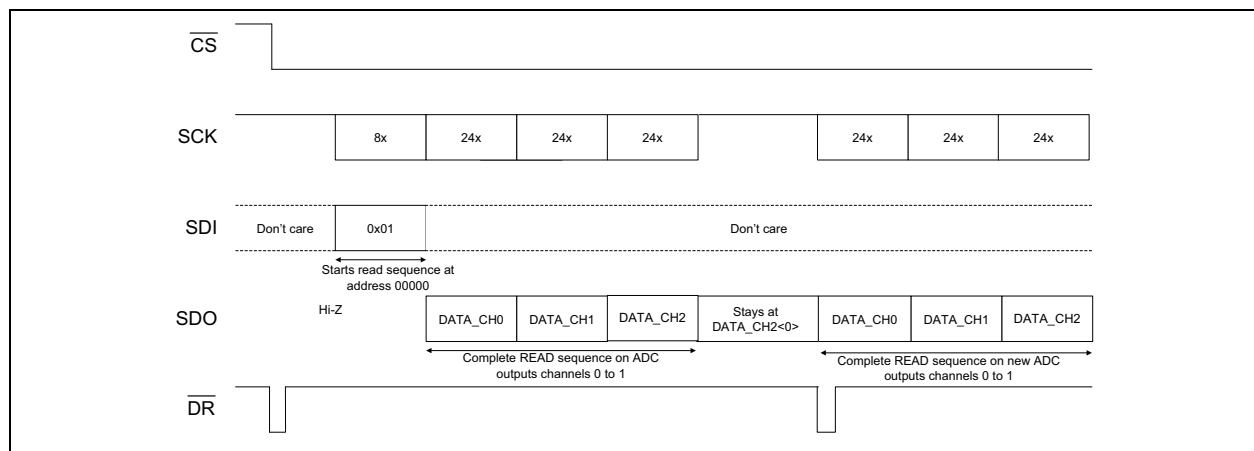 CS
SCK
8x
24x
24x
24x
24x
24x
24x
SDI
Don't care
0x01
Don't care
Starts read sequence at
address 00000
SDO
Hi-Z
DATA_CH0
DATA_CH1
DATA_CH2
Stays at
DATA_CH2<0>
DATA_CH0
DATA_CH1
DATA_CH2
Complete READ sequence on ADC
outputs channels 0 to 1
Complete READ sequence on new ADC
outputs channels 0 to 1
DR